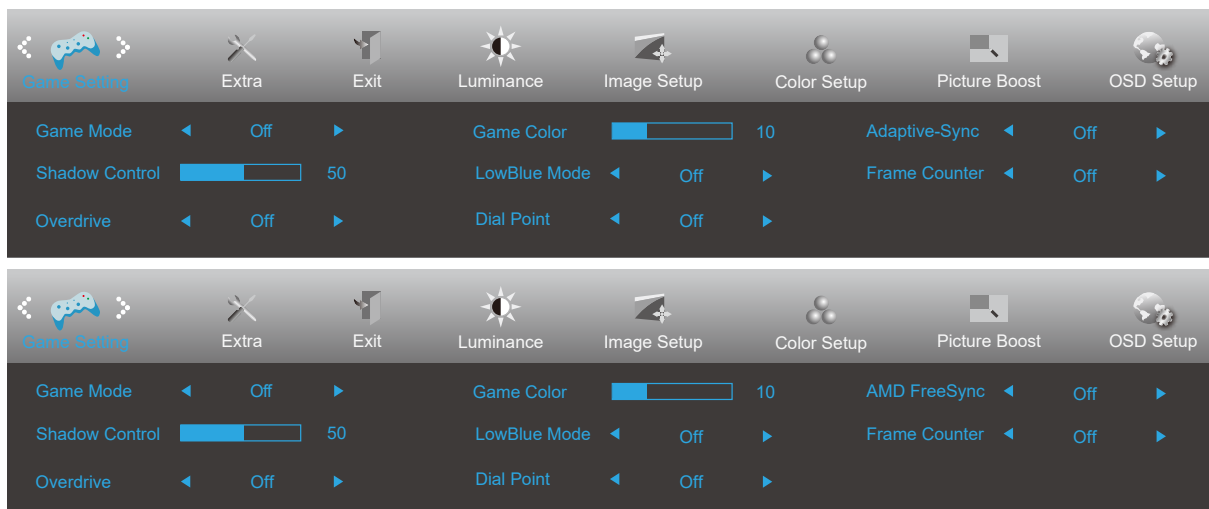 Game Setting Extra Exit Luminance Image Setup Color Setup Picture Boost OSD Setup
Game Mode Off Game Color 10 Adaptive-Sync Off
Shadow Control 50 LowBlue Mode Off Frame Counter Off
Overdrive Off Dial Point Off
Game Setting Extra Exit Luminance Image Setup Color Setup Picture Boost OSD Setup
Game Mode Off Game Color 10 AMD FreeSync Off
Shadow Control 50 LowBlue Mode Off Frame Counter Off
Overdrive Off Dial Point Off